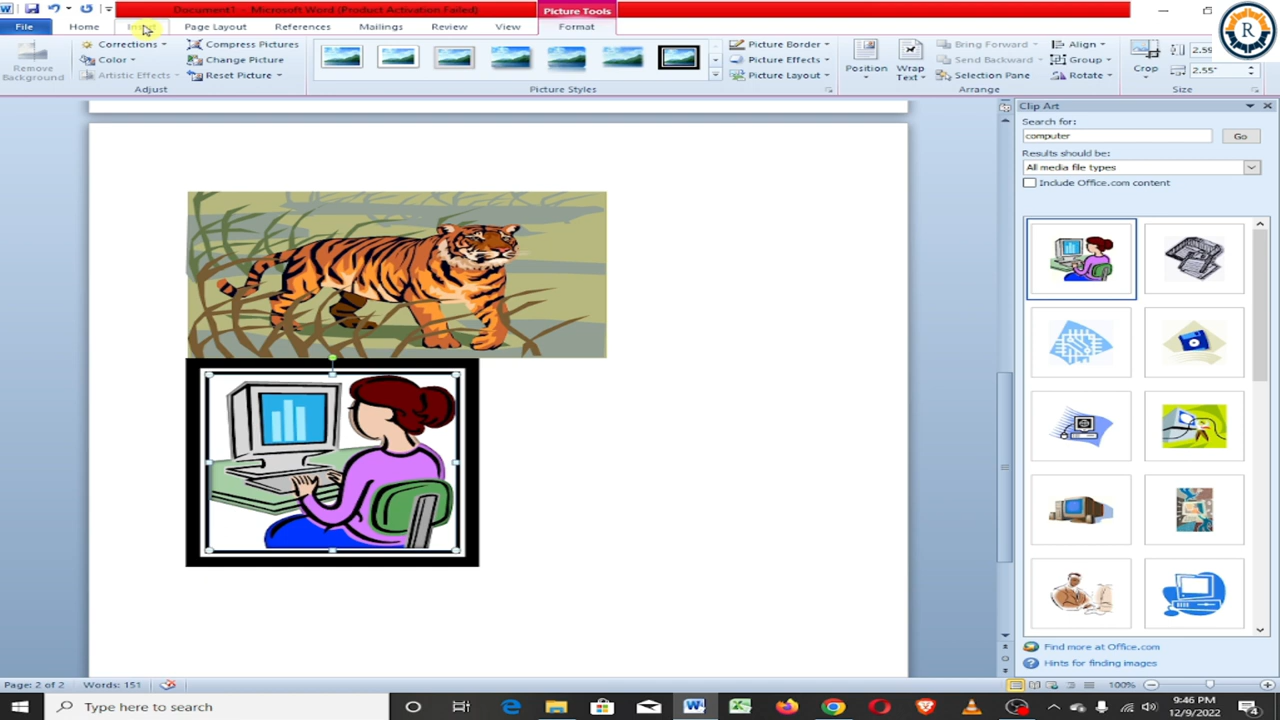 Document1 - Microsoft Word (Product Activation Failed)
Picture Tools
File
Home
Insert
Page Layout
References
Mailings
Review
View
Format
Remove
Background
Corrections
Color
Artistic Effects
Compress Pictures
Change Picture
Reset Picture
Adjust
Picture Styles
Picture Border
Picture Effects
Picture Layout
Position
Wrap
Text
Bring Forward
Send Backward
Selection Pane
Align
Group
Rotate
Arrange
Crop
2.55"
Size
R
Clip Art
Search for:
computer
Go
Results should be:
All media file types
Include Office.com content
Find more at Office.com
Hints for finding images
Page: 2 of 2
Words: 151
100%
Type here to search
9:46 PM
12/9/2022